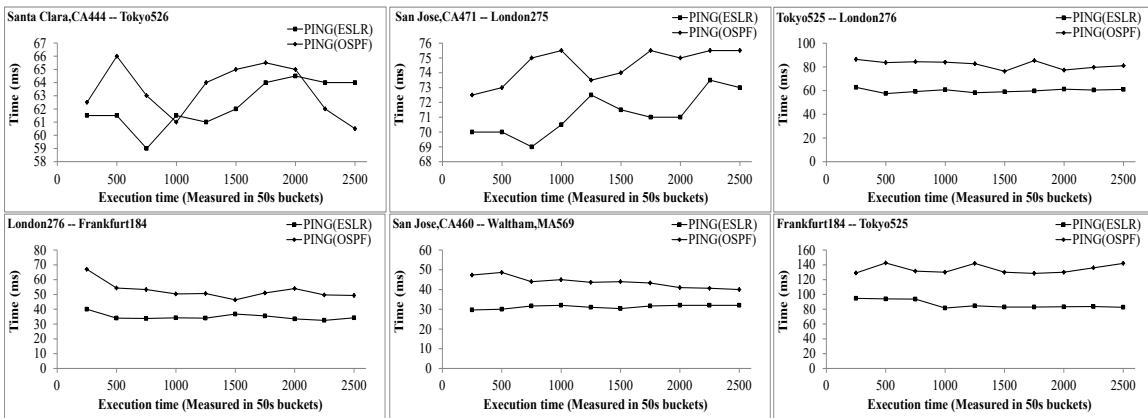 Santa Clara,CA444 -- Tokyo526
PING(ESLR)
PING(OSPF)
Time (ms)
67
66
65
64
63
62
61
60
59
58
0
500
1000
1500
2000
2500
Execution time (Measured in 50s buckets)
San Jose,CA471 -- London275
PING(ESLR)
PING(OSPF)
Time (ms)
76
75
74
73
72
71
70
69
68
0
500
1000
1500
2000
2500
Execution time (Measured in 50s buckets)
Tokyo525 -- London276
PING(ESLR)
PING(OSPF)
Time (ms)
100
80
60
40
20
0
0
500
1000
1500
2000
2500
Execution time (Measured in 50s buckets)
London276 -- Frankfurt184
PING(ESLR)
PING(OSPF)
Time (ms)
80
70
60
50
40
30
20
10
0
0
500
1000
1500
2000
2500
Execution time (Measured in 50s buckets)
San Jose,CA460 -- Waltham,MA569
PING(ESLR)
PING(OSPF)
Time (ms)
60
50
40
30
20
10
0
0
500
1000
1500
2000
2500
Execution time (Measured in 50s buckets)
Frankfurt184 -- Tokyo525
PING(ESLR)
PING(OSPF)
Time (ms)
160
140
120
100
80
60
40
20
0
0
500
1000
1500
2000
2500
Execution time (Measured in 50s buckets)